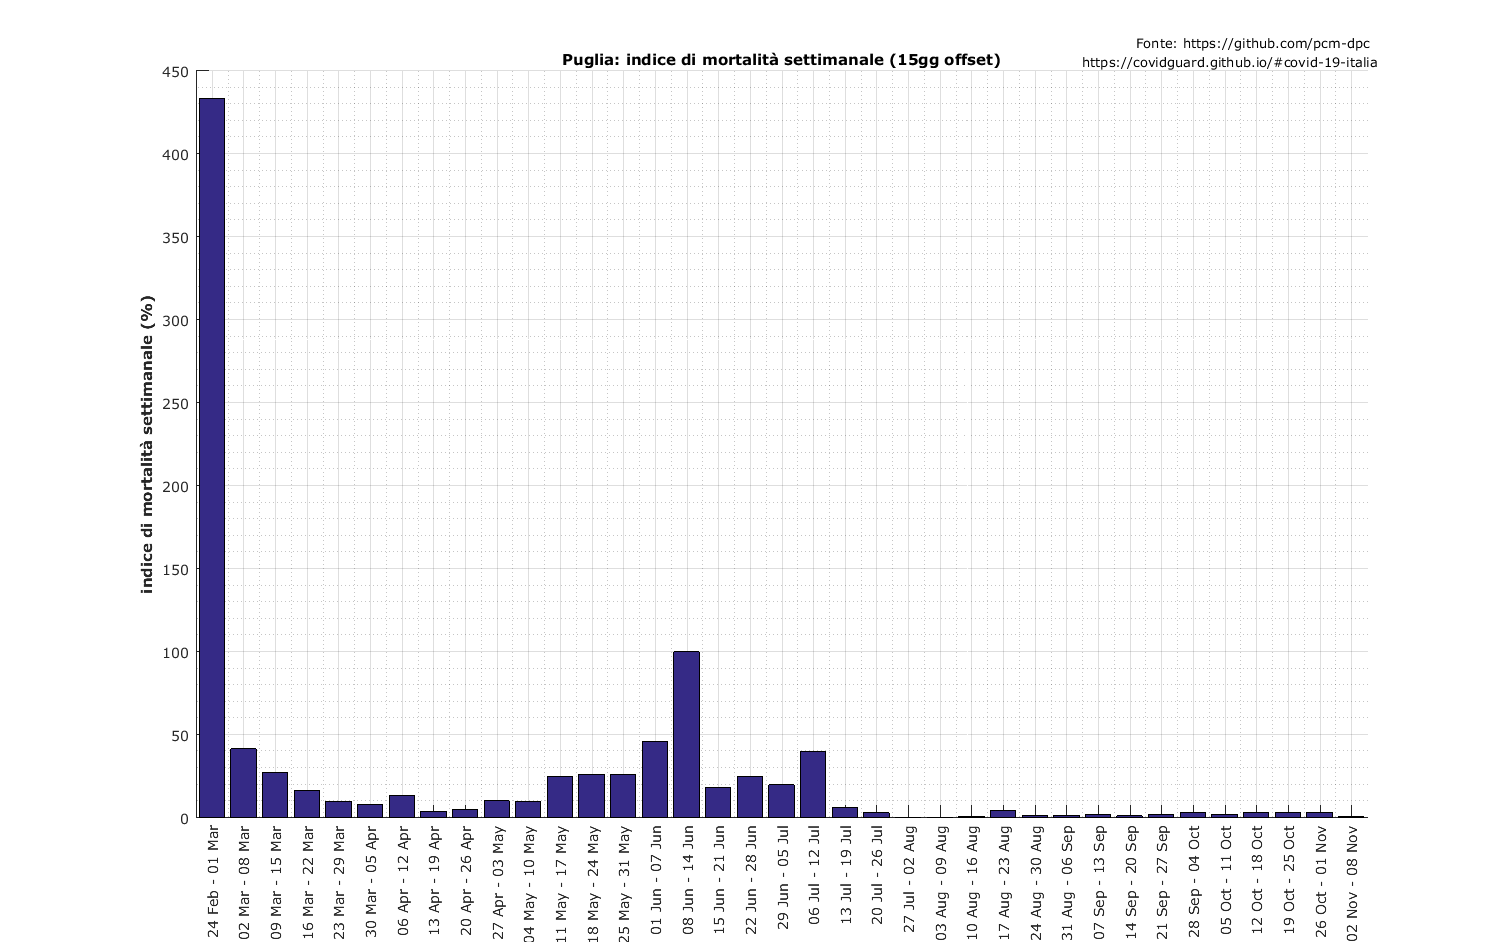 Fonte: https://github.com/pcm-dpc
https://covidguard.github.io/#covid-19-italia
Puglia: indice di mortalità settimanale (15gg offset)
indice di mortalità settimanale (%)
450
400
350
300
250
200
150
100
50
0
24 Feb - 01 Mar
02 Mar - 08 Mar
09 Mar - 15 Mar
16 Mar - 22 Mar
23 Mar - 29 Mar
30 Mar - 05 Apr
06 Apr - 12 Apr
13 Apr - 19 Apr
20 Apr - 26 Apr
27 Apr - 03 May
04 May - 10 May
11 May - 17 May
18 May - 24 May
25 May - 31 May
01 Jun - 07 Jun
08 Jun - 14 Jun
15 Jun - 21 Jun
22 Jun - 28 Jun
29 Jun - 05 Jul
06 Jul - 12 Jul
13 Jul - 19 Jul
20 Jul - 26 Jul
27 Jul - 02 Aug
03 Aug - 09 Aug
10 Aug - 16 Aug
17 Aug - 23 Aug
24 Aug - 30 Aug
31 Aug - 06 Sep
07 Sep - 13 Sep
14 Sep - 20 Sep
21 Sep - 27 Sep
28 Sep - 04 Oct
05 Oct - 11 Oct
12 Oct - 18 Oct
19 Oct - 25 Oct
26 Oct - 01 Nov
02 Nov - 08 Nov